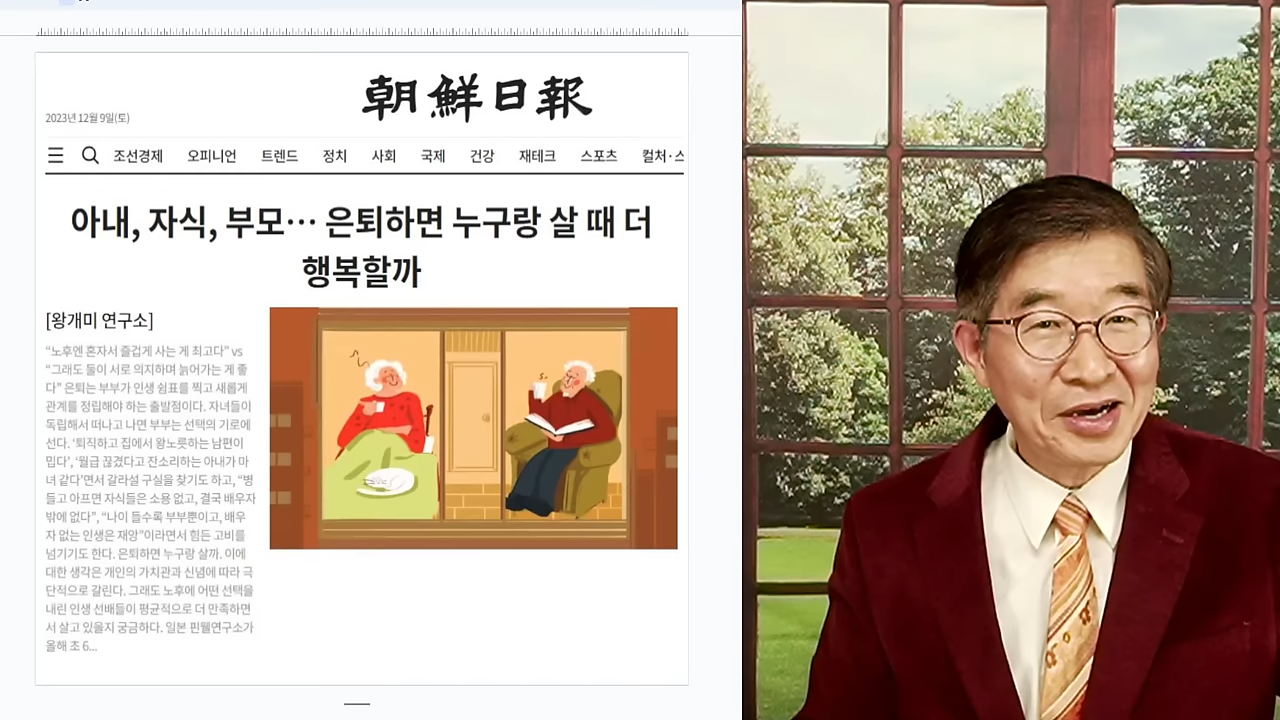 朝鮮日報
2023년 12월 9일(토)
조선경제 오피니언 트렌드 정치 사회 국제 건강 재테크 스포츠 컬처·스
아내, 자식, 부모… 은퇴하면 누구랑 살 때 더
행복할까
[왕개미 연구소]
“노후엔 혼자서 즐겁게 사는 게 최고다” vs
“그래도 둘이 서로 의지하며 늙어가는 게 좋
다” 은퇴는 부부가 인생 쉼표를 찍고 새롭게
관계를 정립해야 하는 출발점이다. 자녀들이
독립해서 떠나고 나면 부부는 선택의 기로에
선다. ‘퇴직하고 집에서 왕노릇하는 남편이
밉다’, ‘월급 끊겼다고 잔소리하는 아내가 마
녀 같다’면서 갈라설 구실을 찾기도 하고, “병
들고 아프면 자식들은 소용 없고, 결국 배우자
밖에 없다”, “나이 들수록 부부뿐이고, 배우
자 없는 인생은 재앙”이라면서 힘든 고비를
넘기기도 한다. 은퇴하면 누구랑 살까. 이에
대한 생각은 개인의 가치관과 신념에 따라 극
단적으로 갈린다. 그래도 노후에 어떤 선택을
내린 인생 선배들이 평균적으로 더 만족하면
서 살고 있을지 궁금하다. 일본 핀웰연구소가
올해 초 6...